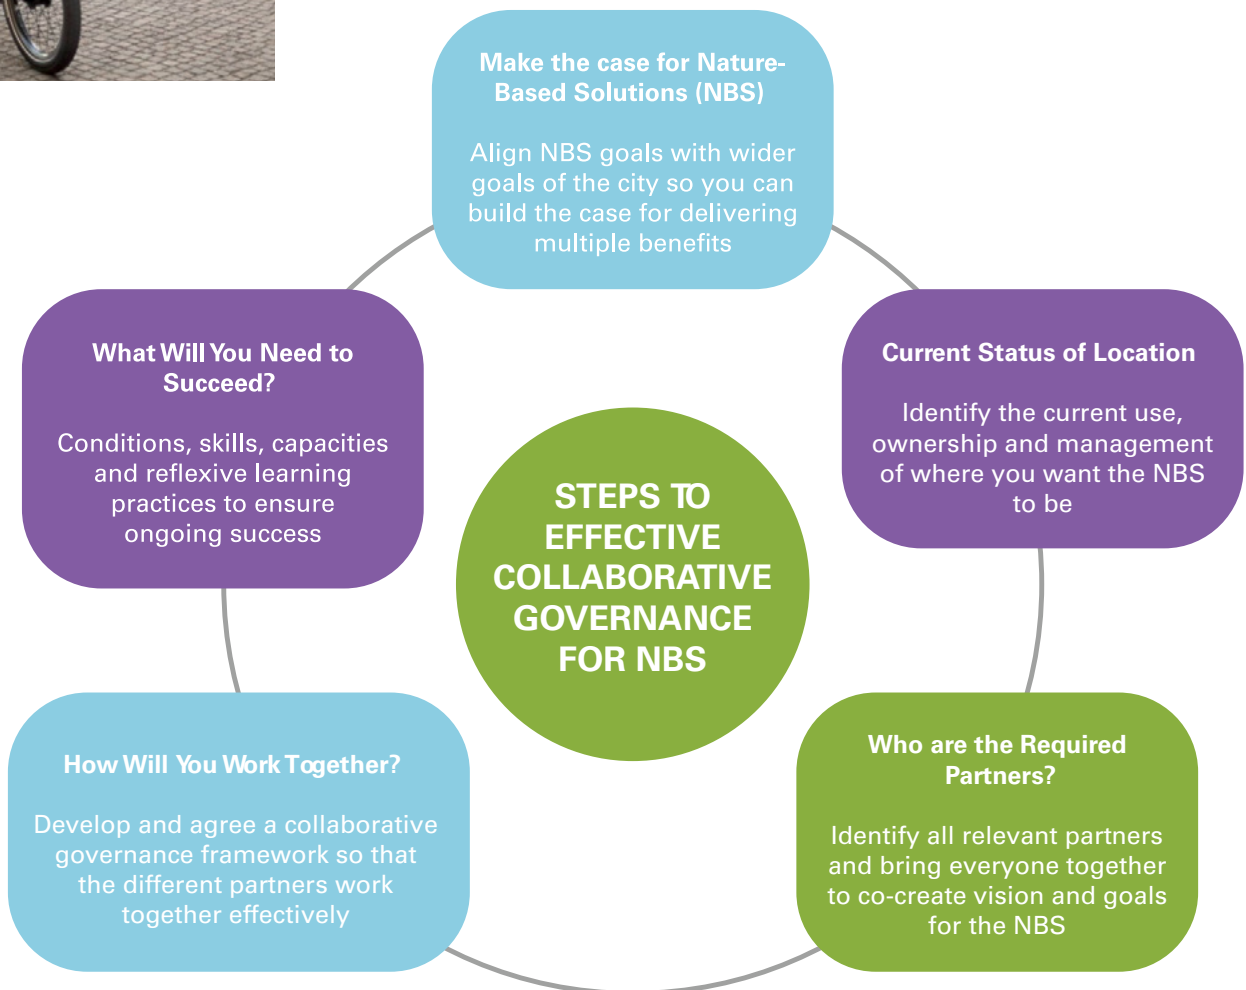 Make the case for Nature-
Based Solutions (NBS)
Align NBS goals with wider
goals of the city so you can
build the case for delivering
multiple benefits
Current Status of Location
Identify the current use,
ownership and management
of where you want the NBS
to be
Who are the Required
Partners?
Identify all relevant partners
and bring everyone together
to co-create vision and goals
for the NBS
How Will You Work Together?
Develop and agree a collaborative
governance framework so that
the different partners work
together effectively
What Will You Need to
Succeed?
Conditions, skills, capacities
and reflexive learning
practices to ensure
ongoing success
STEPS TO
EFFECTIVE
COLLABORATIVE
GOVERNANCE
FOR NBS